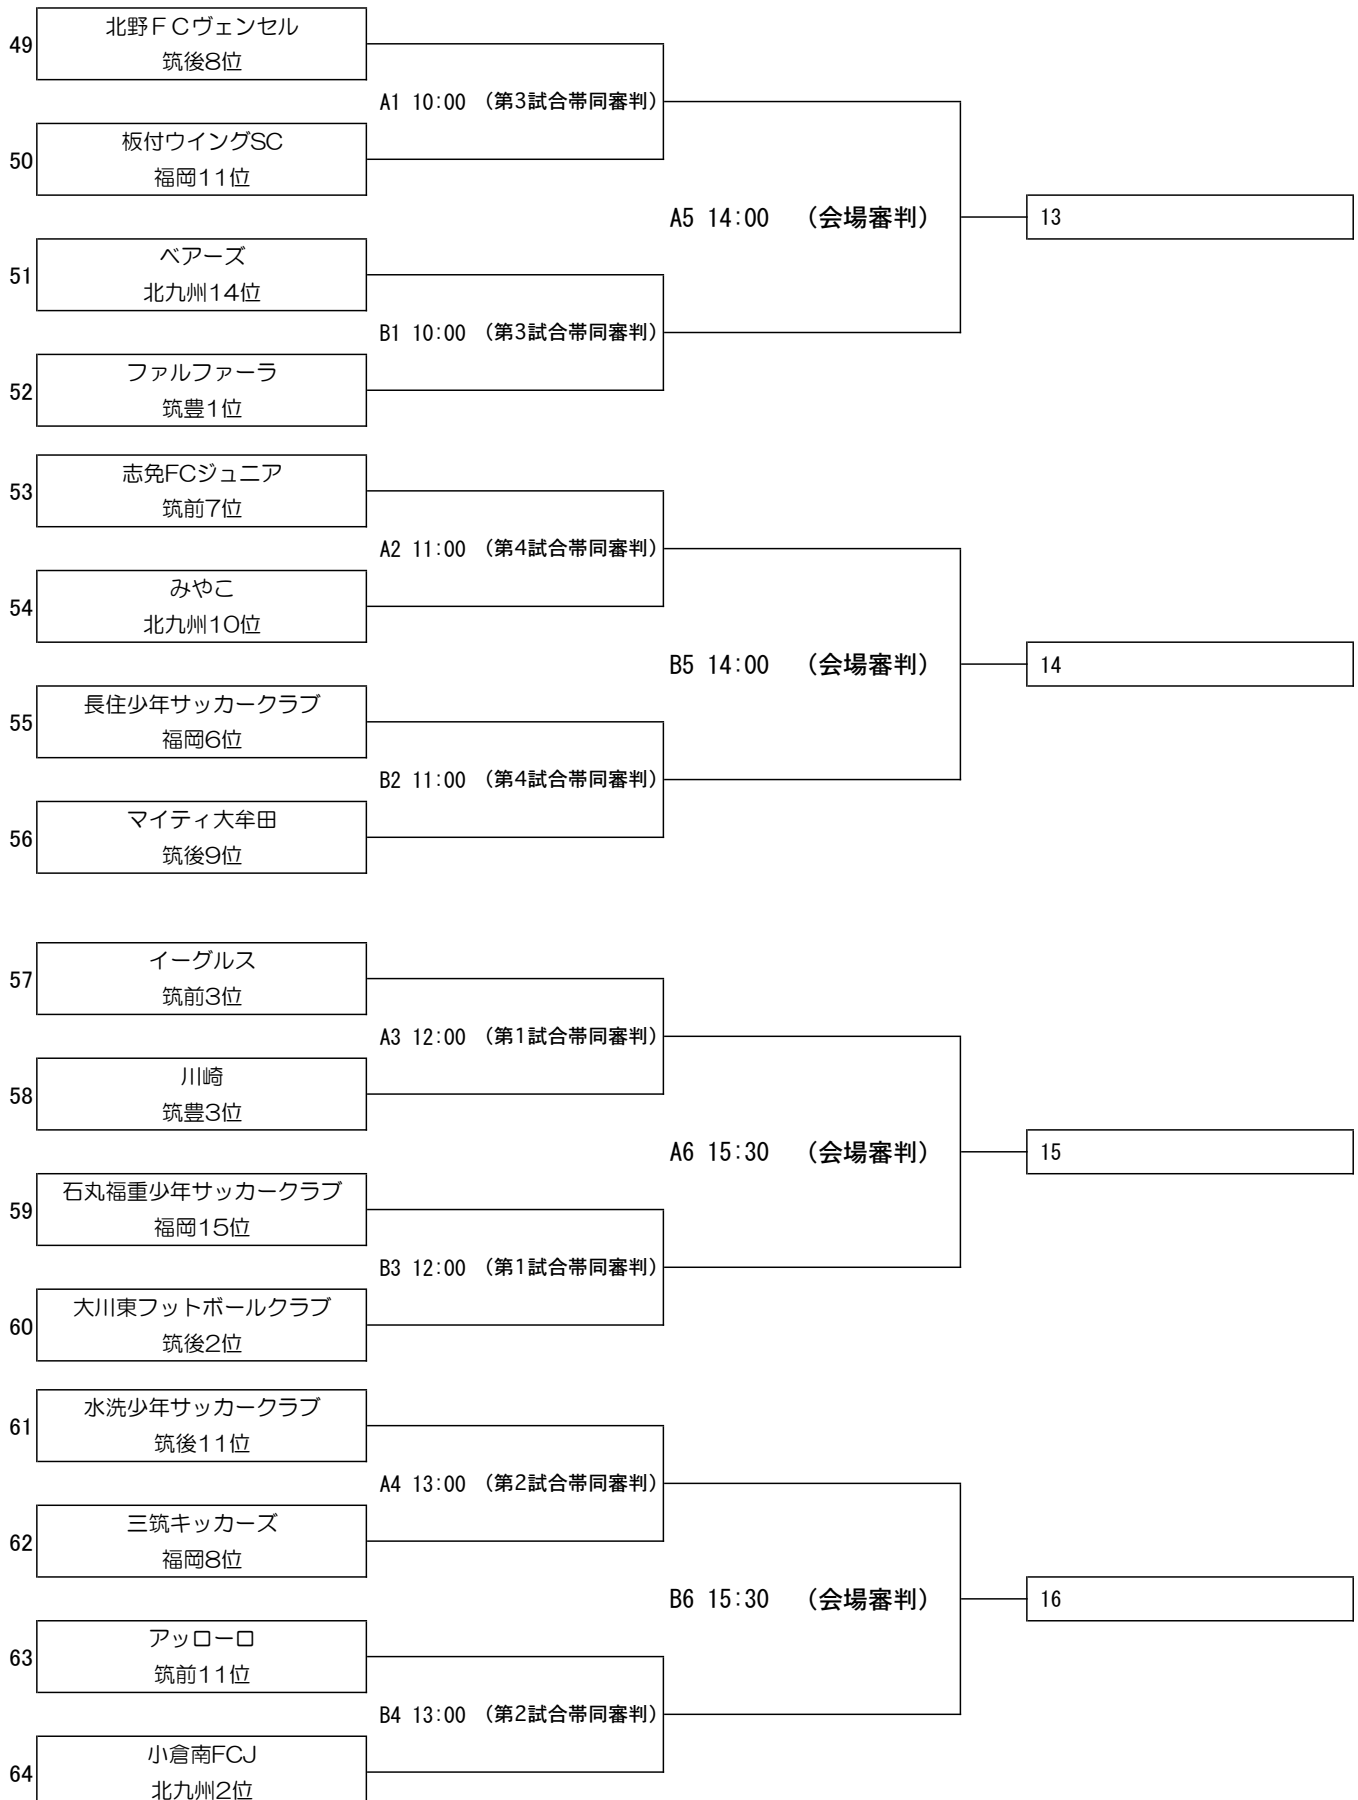 49
北野ＦＣヴェンセル
筑後8位
A1 10:00 （第3試合帯同審判）
50
板付ウイングSC
福岡11位
A5 14:00 （会場審判）
13
51
ベアーズ
北九州14位
B1 10:00 （第3試合帯同審判）
52
ファルファーラ
筑豊1位
53
志免FCジュニア
筑前7位
A2 11:00 （第4試合帯同審判）
54
みやこ
北九州10位
B5 14:00 （会場審判）
14
55
長住少年サッカークラブ
福岡6位
B2 11:00 （第4試合帯同審判）
56
マイティ大牟田
筑後9位
57
イーグルス
筑前3位
A3 12:00 （第1試合帯同審判）
58
川崎
筑豊3位
A6 15:30 （会場審判）
15
59
石丸福重少年サッカークラブ
福岡15位
B3 12:00 （第1試合帯同審判）
60
大川東フットボールクラブ
筑後2位
61
水洗少年サッカークラブ
筑後11位
A4 13:00 （第2試合帯同審判）
62
三筑キッカーズ
福岡8位
B6 15:30 （会場審判）
16
63
アッローロ
筑前11位
B4 13:00 （第2試合帯同審判）
64
小倉南FCJ
北九州2位